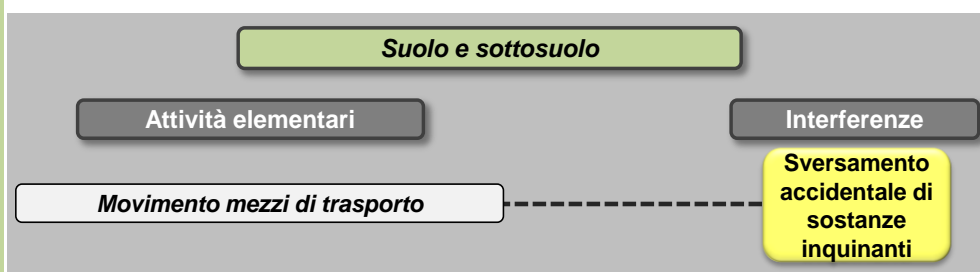 Suolo e sottosuolo
Attività elementari
Interferenze
Movimento mezzi di trasporto
Sversamento
accidentale di
sostanze
inquinanti